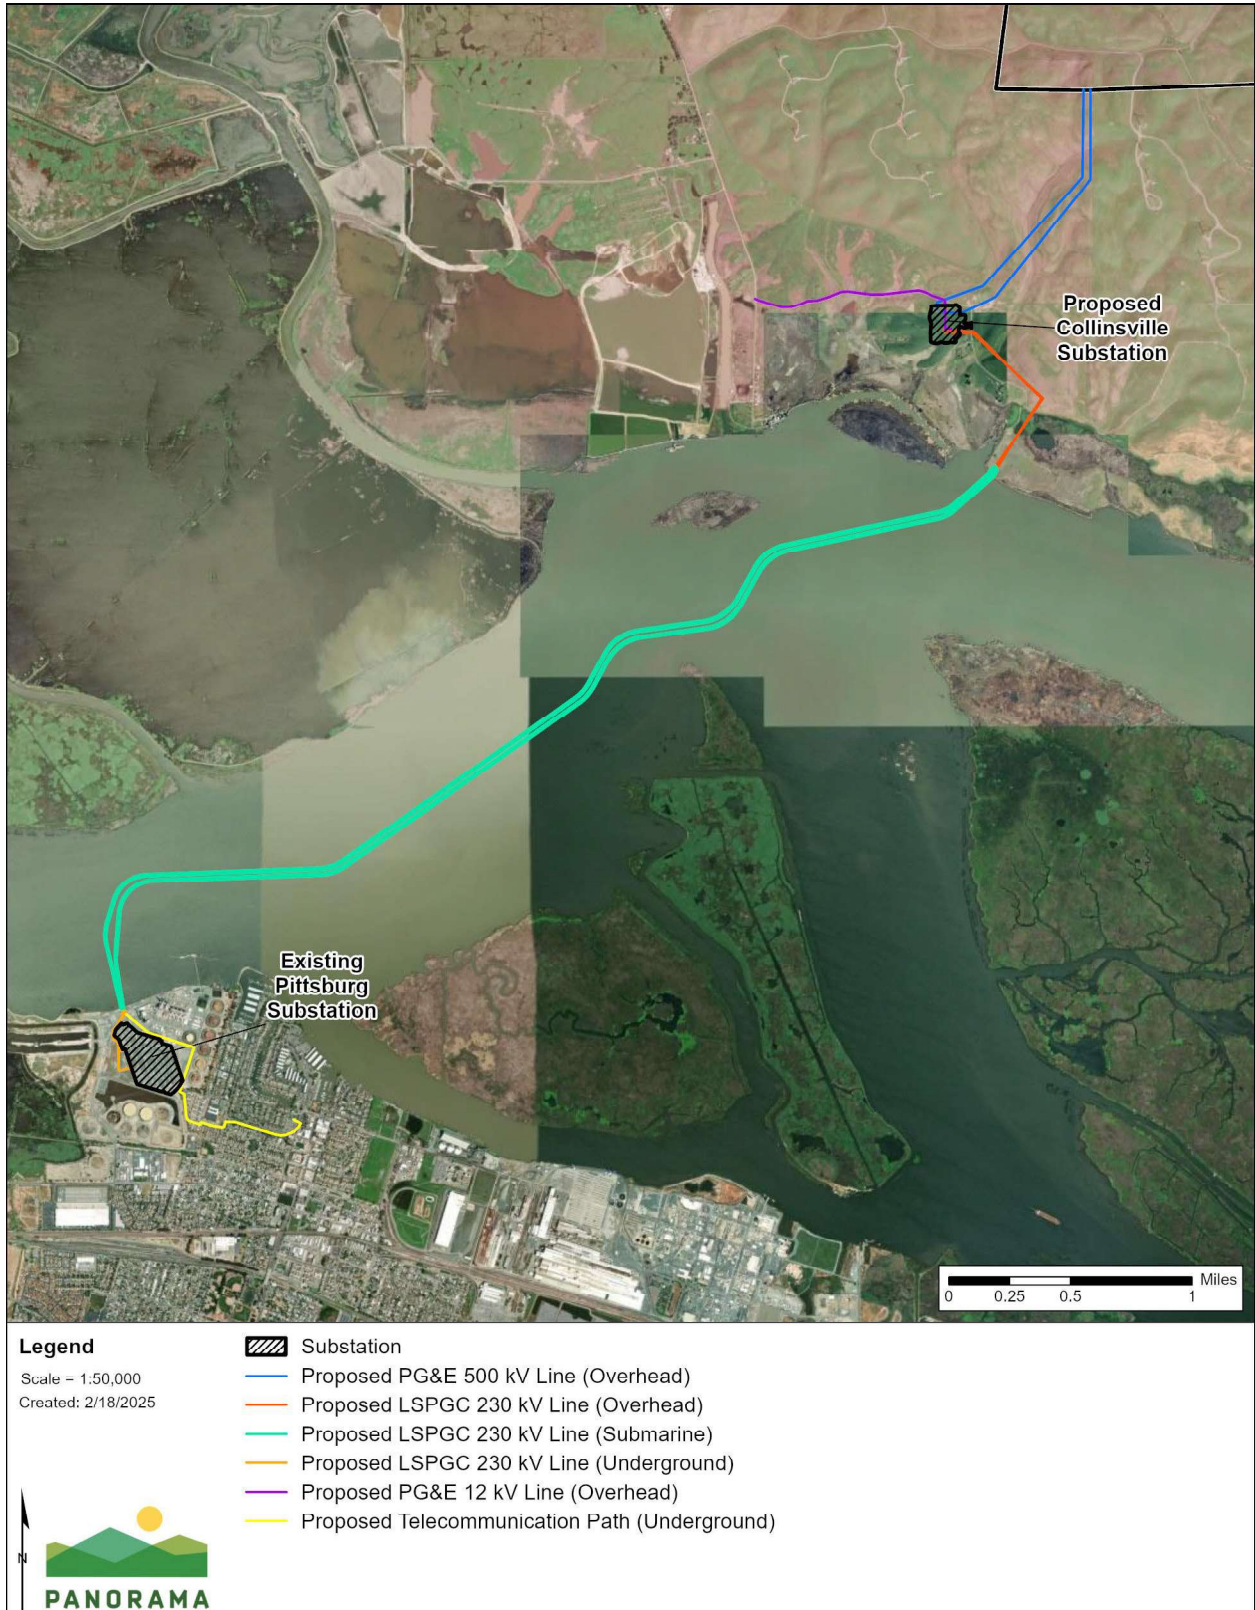 Proposed
Collinsville
Substation
Existing
Pittsburg
Substation
Miles
0 0.25 0.5 1
Legend
Scale = 1:50,000
Created: 2/18/2025
Substation
Proposed PG&E 500 kV Line (Overhead)
Proposed LSPGC 230 kV Line (Overhead)
Proposed LSPGC 230 kV Line (Submarine)
Proposed LSPGC 230 kV Line (Underground)
Proposed PG&E 12 kV Line (Overhead)
Proposed Telecommunication Path (Underground)
N
PANORAMA